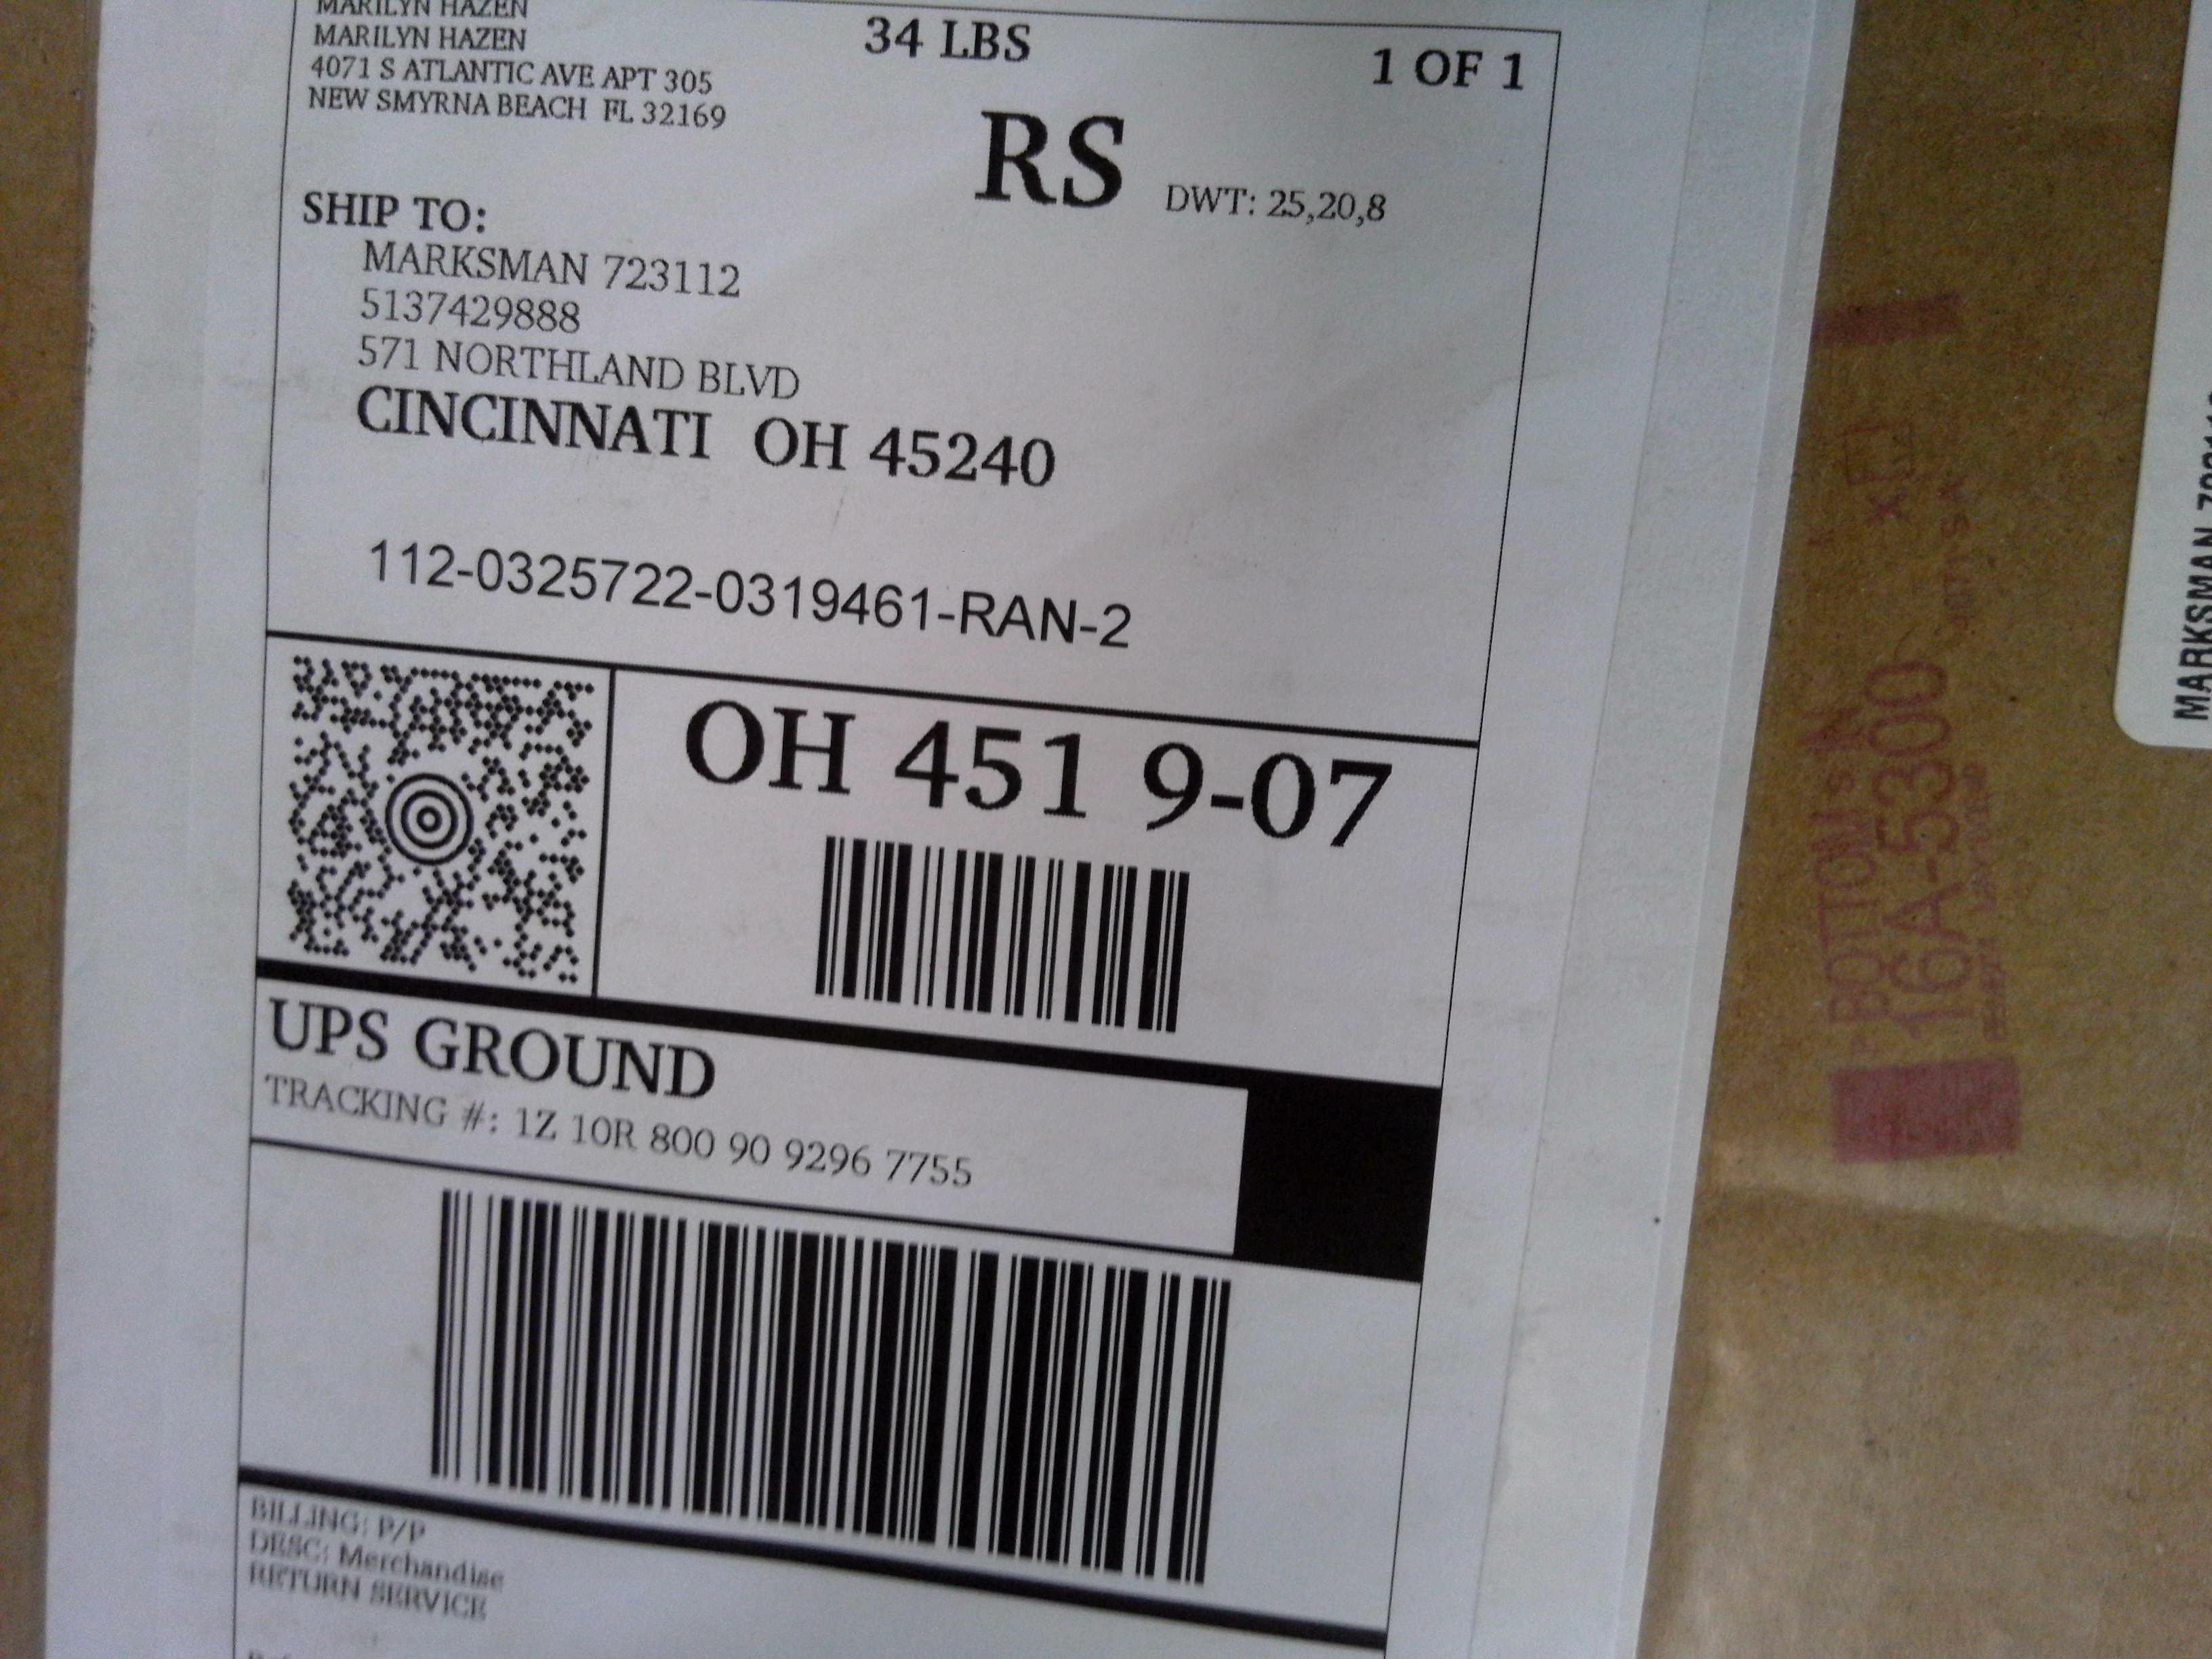 MARILYN HAZEN
MARILYN HAZEN
4071 S ATLANTIC AVE APT 305
NEW SMYRNA BEACH FL 32169
34 LBS
1 OF 1
RS
DWT: 25,20,8
SHIP TO:
MARKSMAN 723112
5137429888
571 NORTHLAND BLVD
CINCINNATI OH 45240
112-0325722-0319461-RAN-2
OH 451 9-07
UPS GROUND
TRACKING #: 1Z 10R 800 90 9296 7755
BILLING: P/P
DESC: Merchandise
RETURN SERVICE
BOTTOM
16A-5300
MARKSMAN